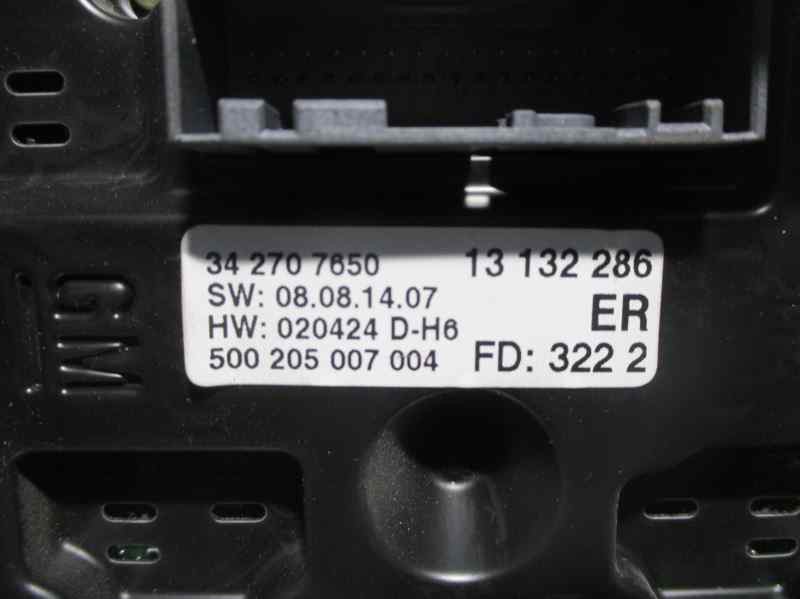 34 270 7650
SW: 08.08.14.07
HW: 020424 D-H6
500 205 007 004
13 132 286
ER
FD: 322 2
GM